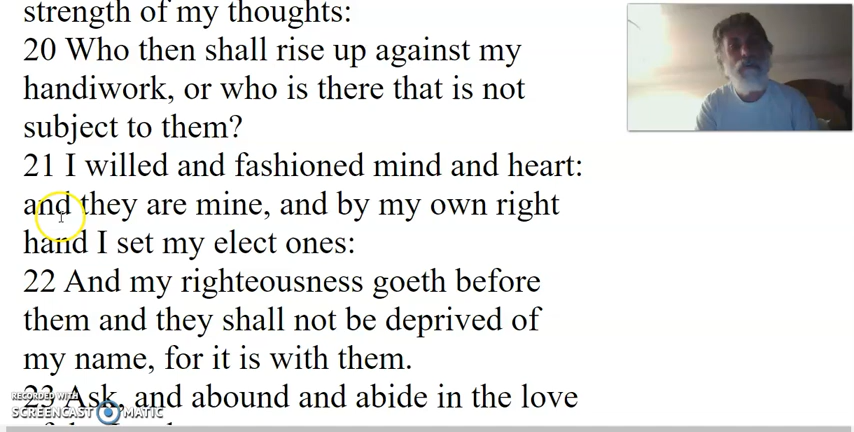 strength of my thoughts:
20 Who then shall rise up against my
handiwork, or who is there that is not
subject to them?
21 I willed and fashioned mind and heart:
and they are mine, and by my own right
hand I set my elect ones:
22 And my righteousness goeth before
them and they shall not be deprived of
my name, for it is with them.
RECORDED WITH
23 Ask, and abound and abide in the love
SCREENCAST MATIC